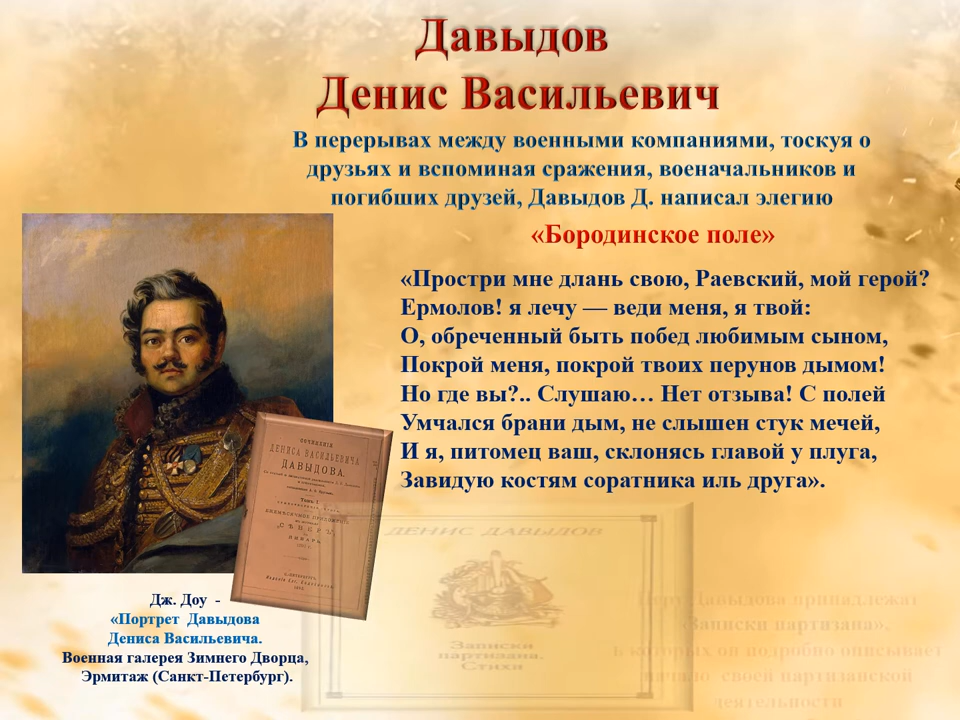 Давыдов
Денис Васильевич
В перерывах между военными компаниями, тоскуя о
друзьях и вспоминая сражения, военачальников и
погибших друзей, Давыдов Д. написал элегию
«Бородинское поле»
«Простри мне длань свою, Раевский, мой герой?
Ермолов! я лечу — веди меня, я твой:
О, обреченный быть побед любимым сыном,
Покрой меня, покрой твоих перунов дымом!
Но где вы?.. Слушаю… Нет отзыва! С полей
Умчался брани дым, не слышен стук мечей,
И я, питомец ваш, склонясь главой у плуга,
Завидую костям соратника иль друга».
СОЧИНЕНІЯ
ДЕНИСА ВАСИЛЬЕВИЧА
ДАВЫДОВА.
Дж. Доу -
«Портрет Давыдова
Дениса Васильевича.
Военная галерея Зимнего Дворца,
Эрмитаж (Санкт-Петербург).
ДЕНИС ДАВЫДОВ
Записки
партизана.
Стихи
Перу Давыдова принадлежат
«Записки партизана»,
в которых он подробно описывает
начало своей партизанской
деятельности